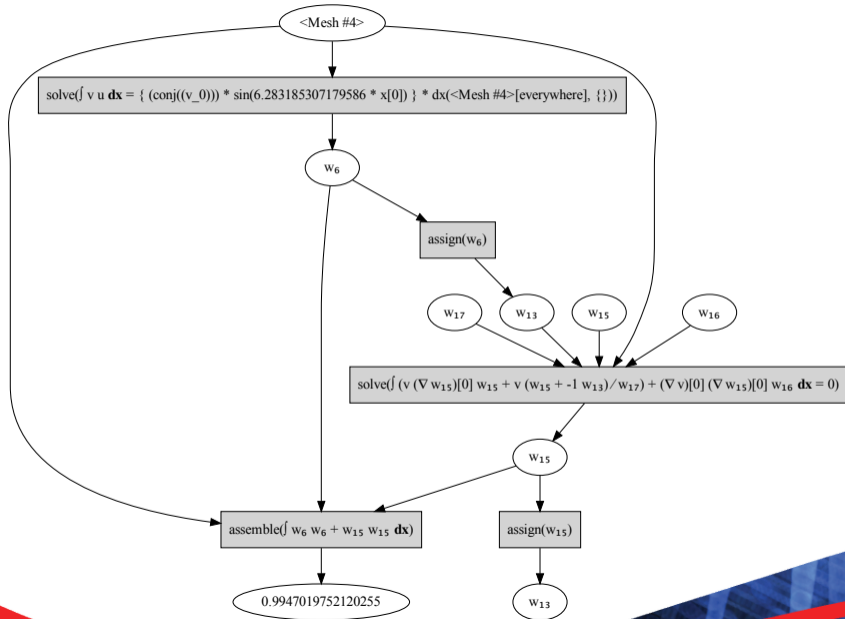 <Mesh #4>
solve(∫ v u dx = { (conj((v_0))) * sin(6.283185307179586 * x[0]) } * dx(<Mesh #4>[everywhere], {}))
w₆
assign(w₆)
w₁₇ w₁₃ w₁₅ w₁₆
solve(∫ (v (∇ w₁₅)[0] w₁₅ + v (w₁₅ + -1 w₁₃)/w₁₇) + (∇ v)[0] (∇ w₁₅)[0] w₁₆ dx = 0)
w₁₅
assemble(∫ w₆ w₆ + w₁₅ w₁₅ dx) assign(w₁₅)
0.9947019752120255 w₁₃